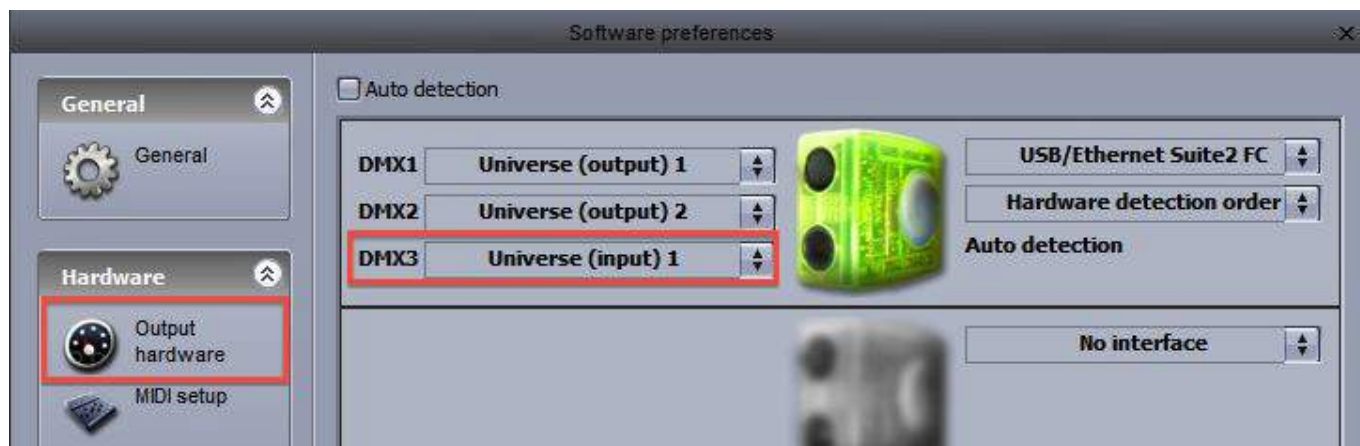 Software preferences
General
General
Hardware
Output
hardware
MIDI setup
Auto detection
DMX1 Universe (output) 1
DMX2 Universe (output) 2
DMX3 Universe (input) 1
USB/Ethernet Suite2 FC
Hardware detection order
Auto detection
No interface